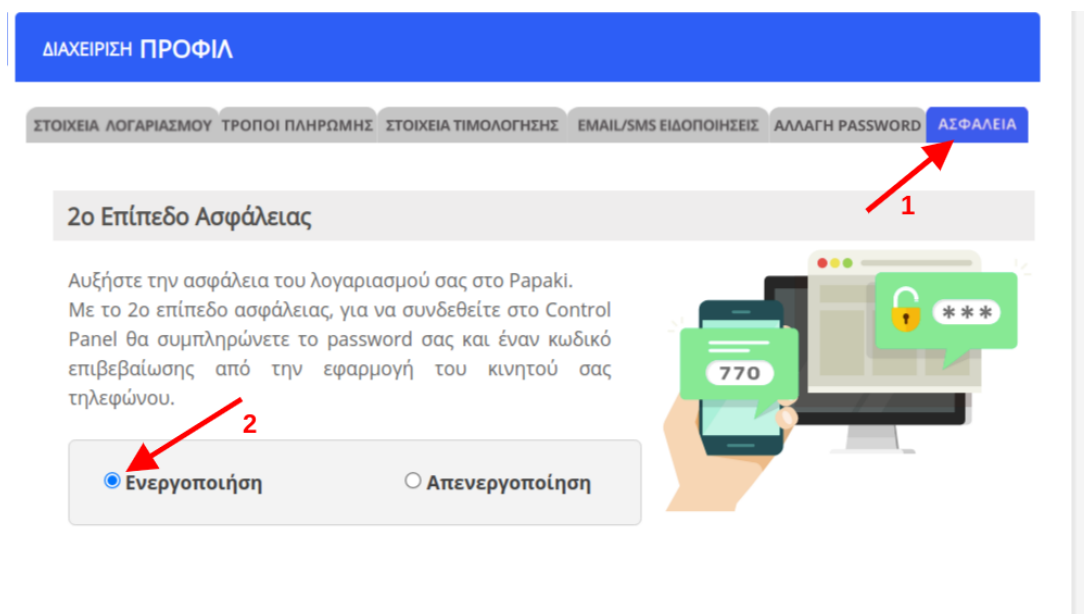 ΔΙΑΧΕΙΡΙΣΗ ΠΡΟΦΙΛ
ΣΤΟΙΧΕΙΑ ΛΟΓΑΡΙΑΣΜΟΥ ΤΡΟΠΟΙ ΠΛΗΡΩΜΗΣ ΣΤΟΙΧΕΙΑ ΤΙΜΟΛΟΓΗΣΗΣ EMAIL/SMS ΕΙΔΟΠΟΙΗΣΕΙΣ ΑΛΛΑΓΗ PASSWORD ΑΣΦΑΛΕΙΑ
1
2ο Επίπεδο Ασφάλειας
Αυξήστε την ασφάλεια του λογαριασμού σας στο Papaki.
Με το 2ο επίπεδο ασφάλειας, για να συνδεθείτε στο Control
Panel θα συμπληρώνετε το password σας και έναν κωδικό
επιβεβαίωσης από την εφαρμογή του κινητού σας
τηλεφώνου.
***
770
2
Ενεργοποιήση Απενεργοποίηση